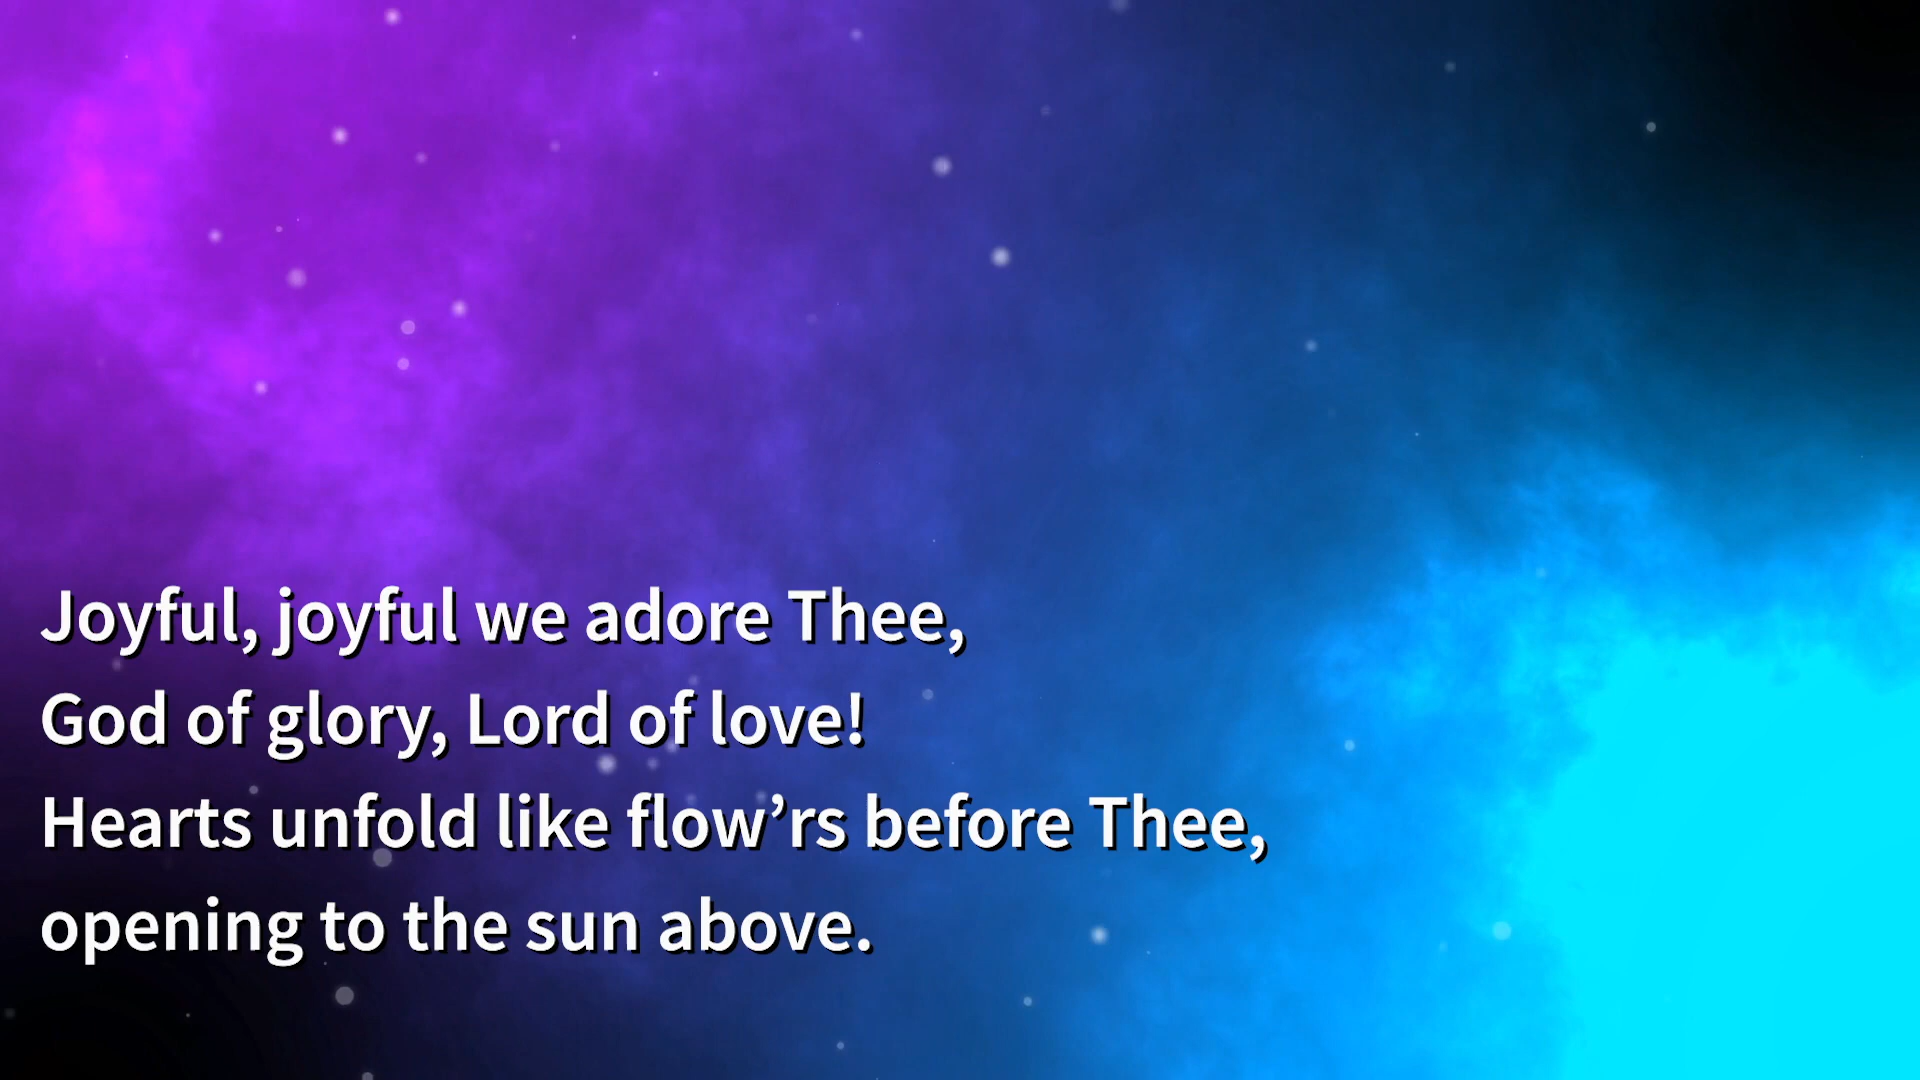 Joyful, joyful we adore Thee,
God of glory, Lord of love!
Hearts unfold like flow’rs before Thee,
opening to the sun above.